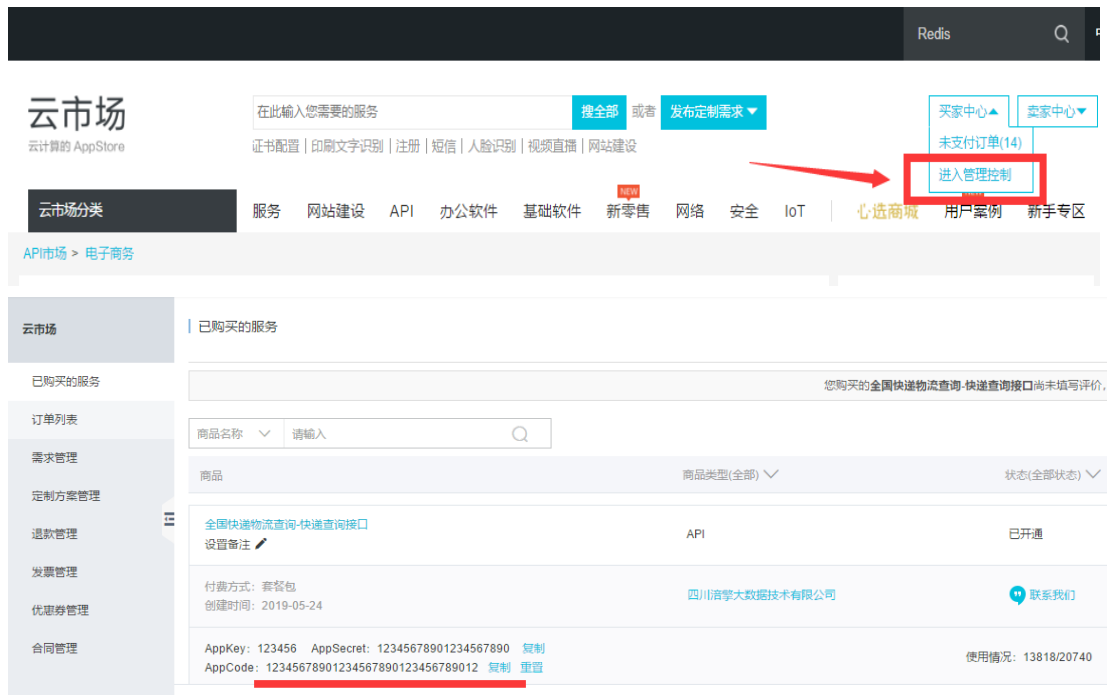 Redis
云市场
云计算的 AppStore
在此输入您需要的服务 搜全部 或者 发布定制需求
买家中心 卖家中心
证书配置 | 印刷文字识别 | 注册 | 短信 | 人脸识别 | 视频直播 | 网站建设
未支付订单(14)
进入管理控制
云市场分类 服务 网站建设 API 办公软件 基础软件 NEW 新零售 网络 安全 IoT 心选商城 用户案例 新手专区
API市场 > 电子商务
云市场
已购买的服务
订单列表
需求管理
定制方案管理
退款管理
发票管理
优惠券管理
合同管理
已购买的服务
您购买的全国快递物流查询-快递查询接口尚未填写评价,
商品名称 请输入
商品 商品类型(全部) 状态(全部状态)
全国快递物流查询-快递查询接口 API 已开通
设置备注
付费方式: 套餐包
创建时间: 2019-05-24
四川涪擎大数据技术有限公司 联系我们
AppKey: 123456 AppSecret: 12345678901234567890 复制
AppCode: 12345678901234567890123456789012 复制 重置
使用情况: 13818/20740